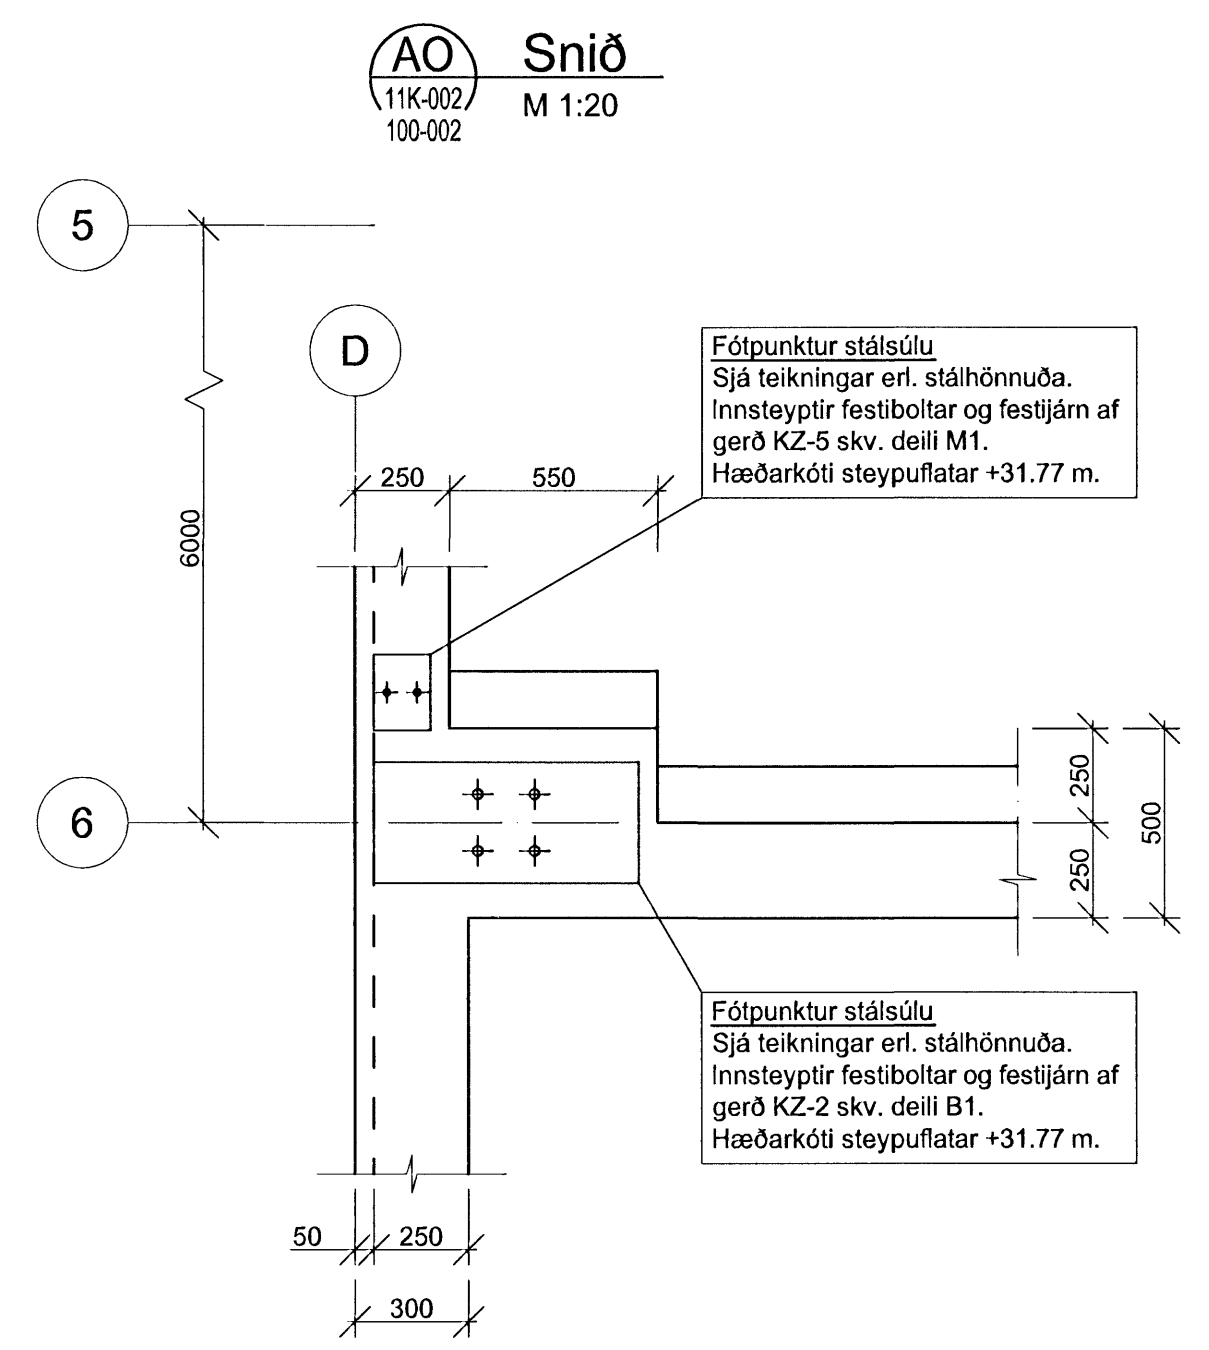 AO
Snið
11K-002
M 1:20
100-002
5
D
Fótpunktur stálsúlu
Sjá teikningar erl. stálhönnuða.
Innsteyptir festiboltar og festijárn af
gerð KZ-5 skv. deili M1.
Hæðarkóti steypuflatar +31.77 m.
250
550
6000
6
250
250
500
Fótpunktur stálsúlu
Sjá teikningar erl. stálhönnuða.
Innsteyptir festiboltar og festijárn af
gerð KZ-2 skv. deili B1.
Hæðarkóti steypuflatar +31.77 m.
50
250
300